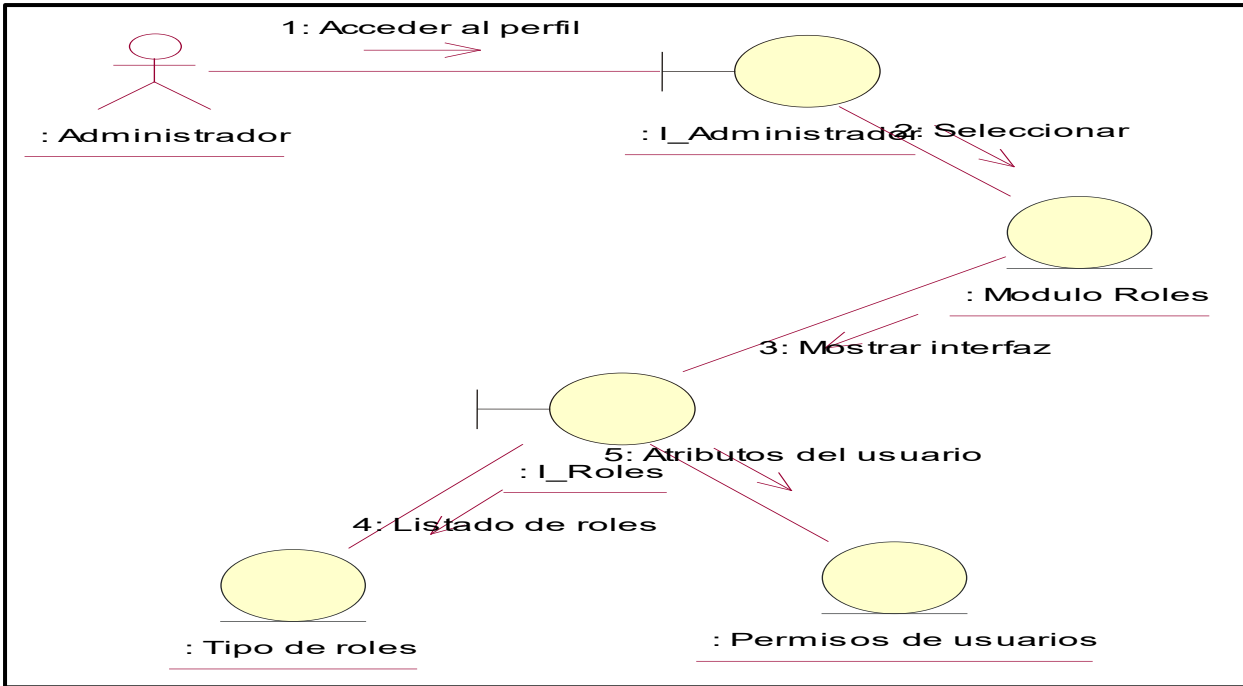 1: Acceder al perfil
: Administrador
: I_Administrador
2: Seleccionar
: Modulo Roles
3: Mostrar interfaz
5: Atributos del usuario
: I_Roles
4: Listado de roles
: Tipo de roles
: Permisos de usuarios